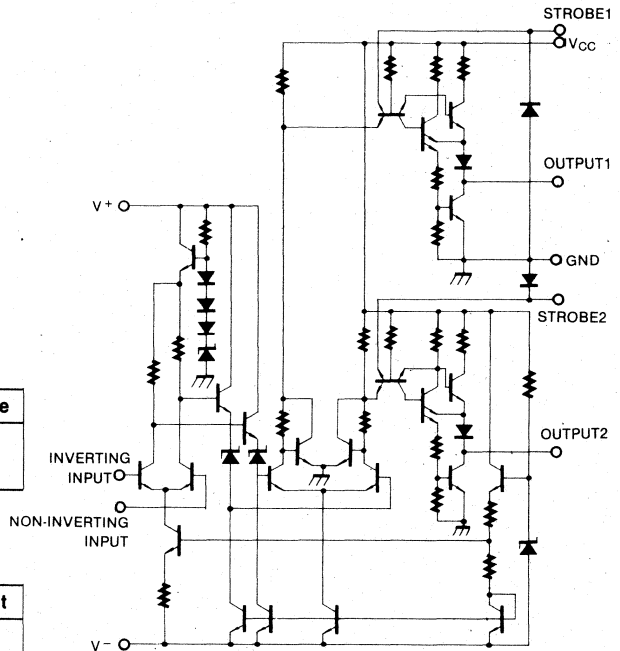 STROBE1
VCC
OUTPUT1
V+
GND
STROBE2
e
OUTPUT2
INVERTING
INPUT
NON-INVERTING
INPUT
t
V−